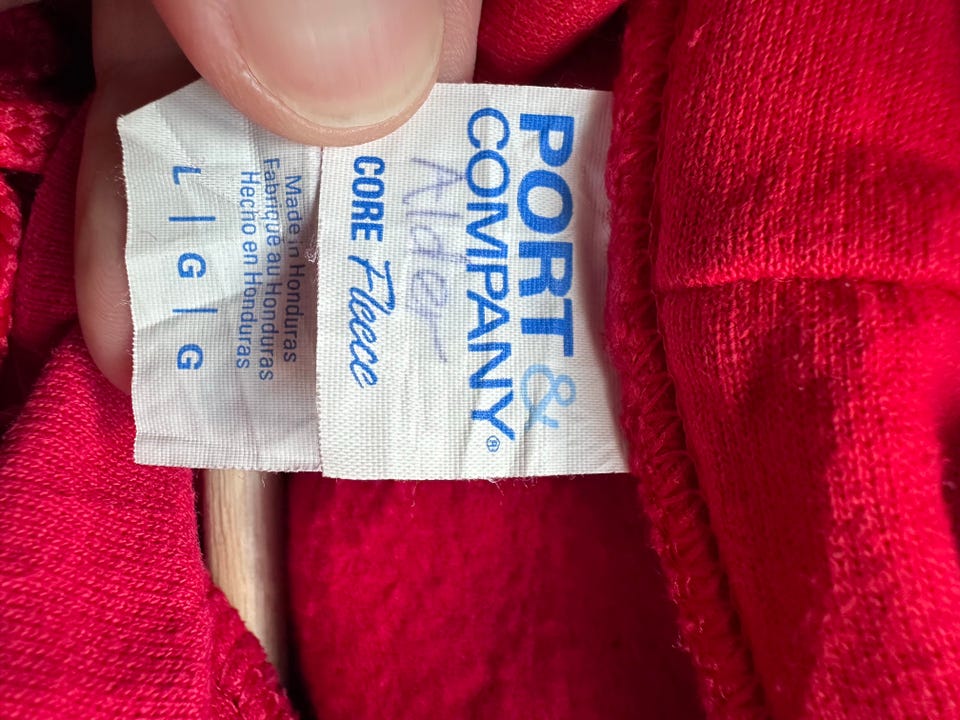 PORT &
COMPANY®
Alder
CORE Fleece
Made in Honduras
Fabriqué au Honduras
Hecho en Honduras
L | G | G